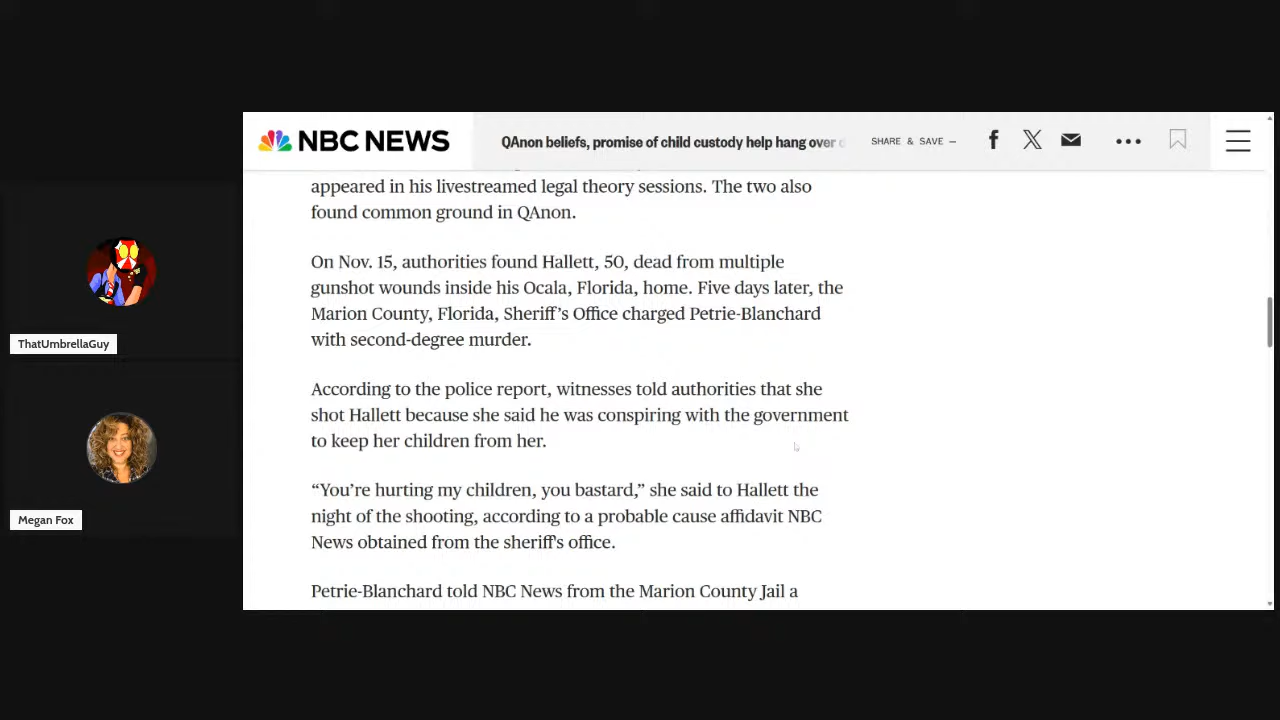 NBC NEWS
QAnon beliefs, promise of child custody help hang over
SHARE & SAVE —
appeared in his livestreamed legal theory sessions. The two also
found common ground in QAnon.
On Nov. 15, authorities found Hallett, 50, dead from multiple
gunshot wounds inside his Ocala, Florida, home. Five days later, the
Marion County, Florida, Sheriff’s Office charged Petrie-Blanchard
with second-degree murder.
According to the police report, witnesses told authorities that she
shot Hallett because she said he was conspiring with the government
to keep her children from her.
“You’re hurting my children, you bastard,” she said to Hallett the
night of the shooting, according to a probable cause affidavit NBC
News obtained from the sheriff’s office.
Petrie-Blanchard told NBC News from the Marion County Jail a
ThatUmbrellaGuy
Megan Fox